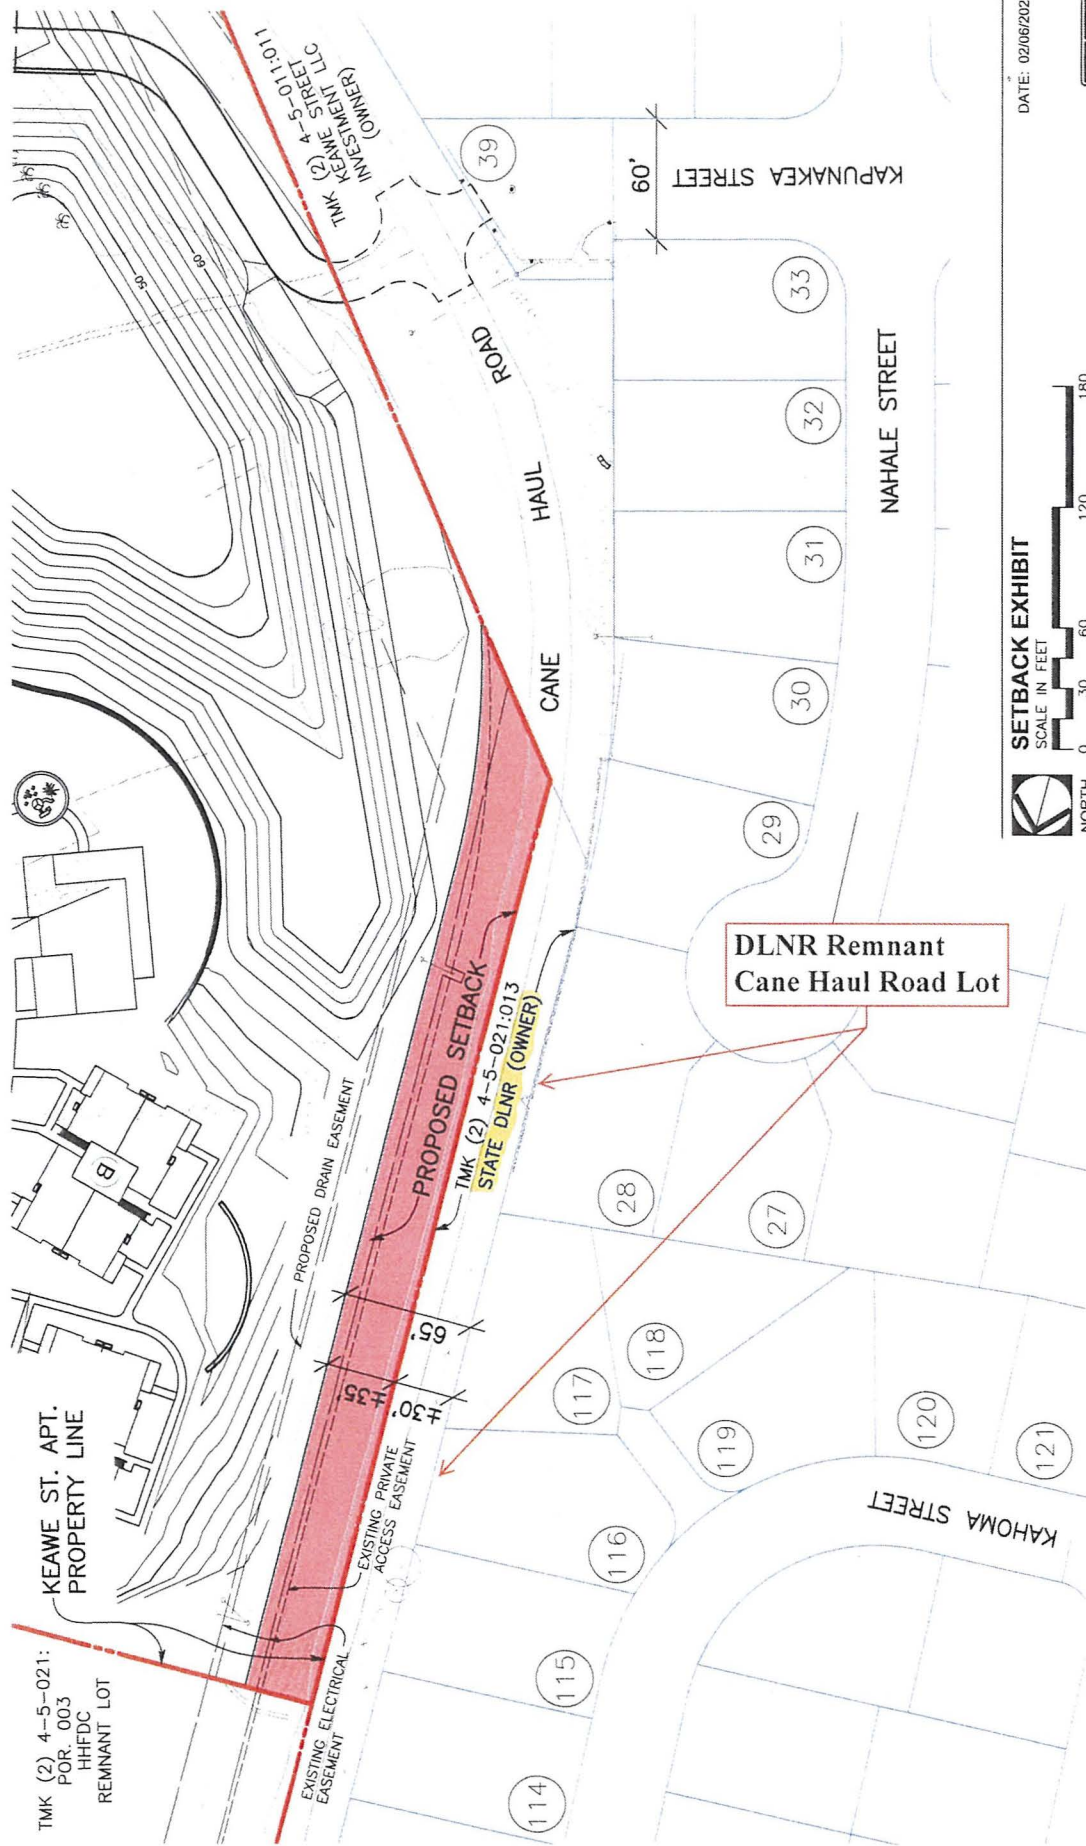 TMK (2) 4-5-021:
POR. 003
HHFDC
REMNANT LOT
KEAWE ST. APT.
PROPERTY LINE
B
50
60
TMK (2) 4-5-011:011
KEAWE STREET
INVESTMENT LLC
(OWNER)
PROPOSED DRAIN EASEMENT
PROPOSED SETBACK
TMK (2) 4-5-021:013
STATE DLNR (OWNER)
65'
±35'
±30'
EXISTING PRIVATE
ACCESS EASEMENT
EXISTING ELECTRICAL
EASEMENT
CANE HAUL ROAD
39
60'
KAPUNAKEA STREET
33
32
31
30
29
28
27
NAHALE STREET
DLNR Remnant
Cane Haul Road Lot
114
115
116
117
118
119
120
121
KAHOMA STREET
NORTH
SETBACK EXHIBIT
SCALE IN FEET
0 30 60 120 180
DATE: 02/06/202